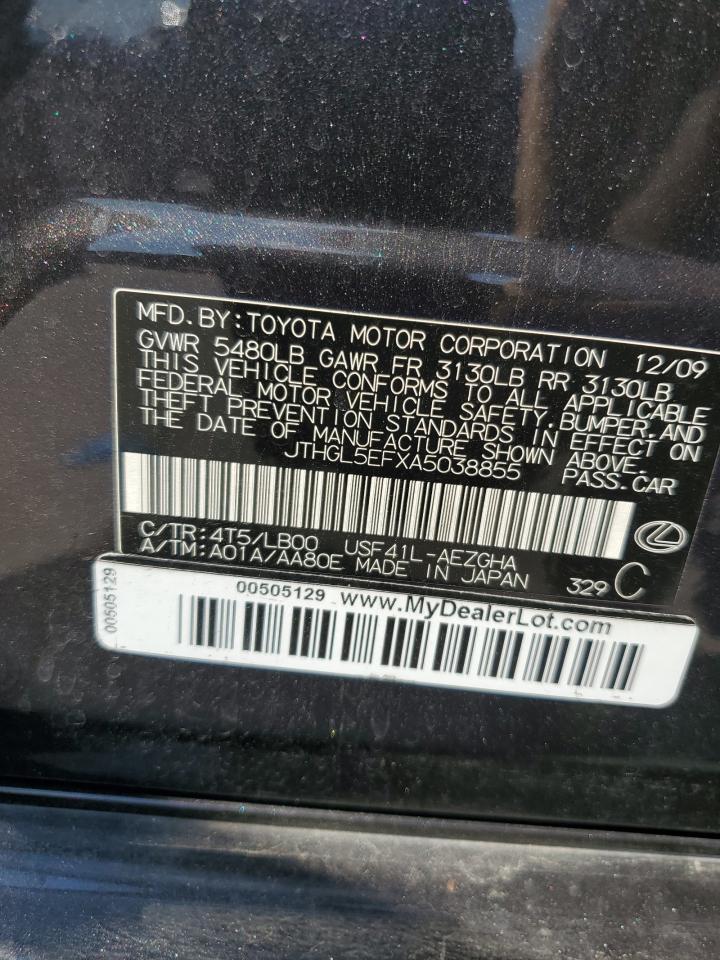 MFD. BY: TOYOTA MOTOR CORPORATION 12/09
GVWR 5480LB GAWR FR 3130LB RR 3130LB
THIS VEHICLE CONFORMS TO ALL APPLICABLE
FEDERAL MOTOR VEHICLE SAFETY, BUMPER, AND
THEFT PREVENTION STANDARDS IN EFFECT ON
THE DATE OF MANUFACTURE SHOWN ABOVE.
JTHGL5EFXA5038855 PASS. CAR
C/TR: 4T5/LB00 USF41L-AEZGHA
A/TM: A01A/AA80E MADE IN JAPAN 329 C
00505129
00505129 www.MyDealerLot.com